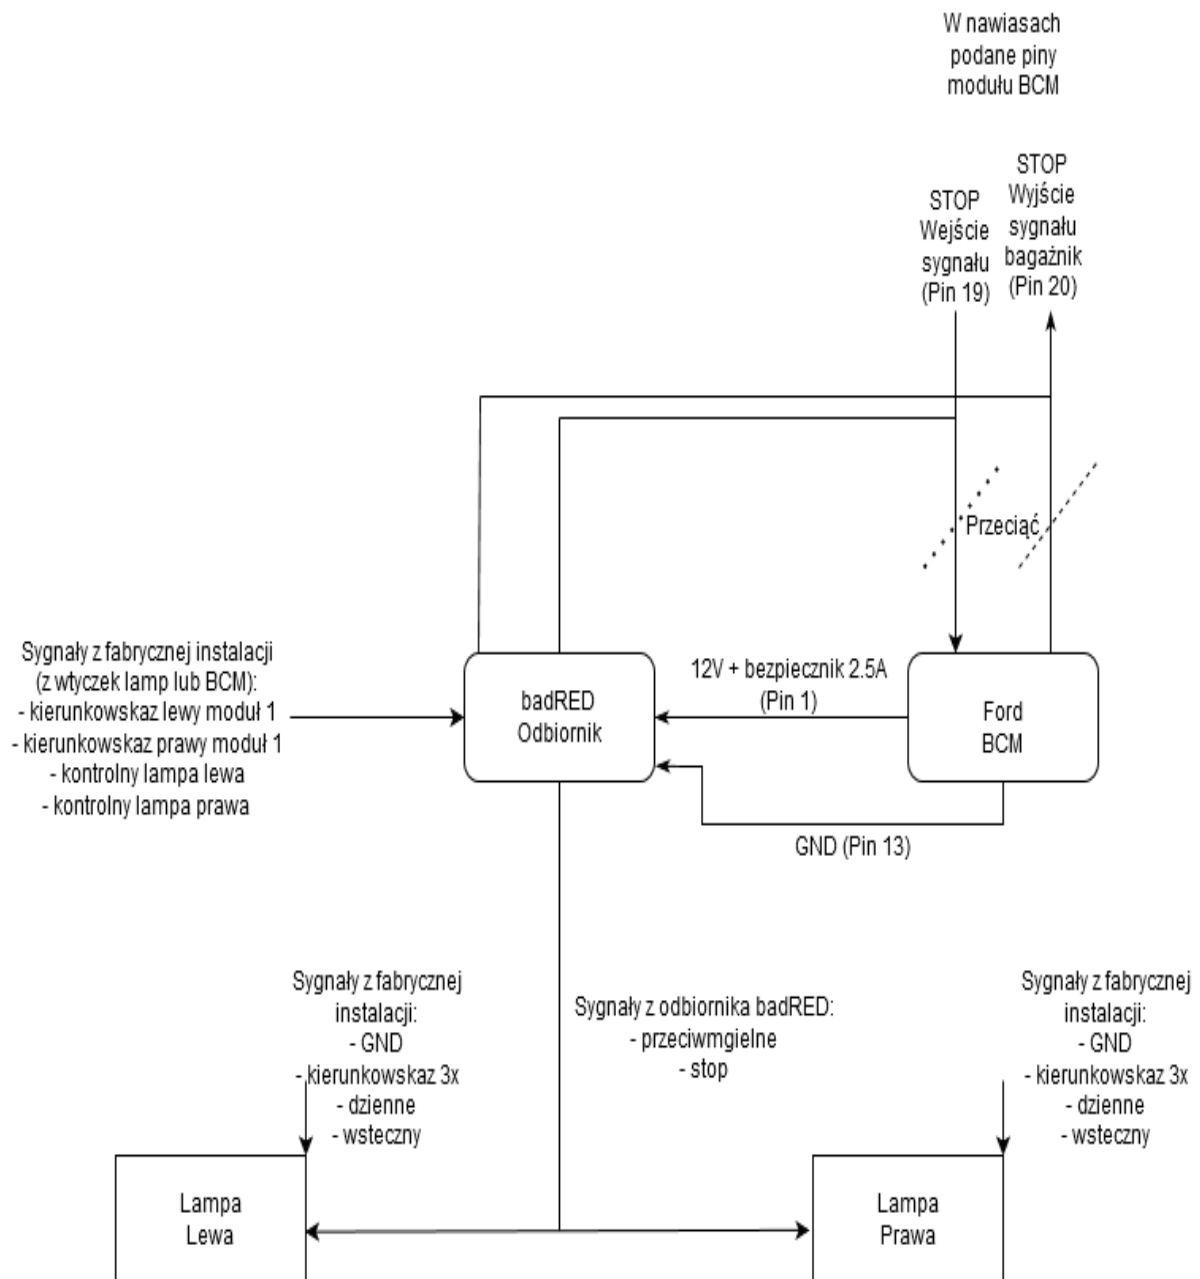 W nawiasach
podane piny
modułu BCM
STOP
Wejście
sygnału
(Pin 19)
STOP
Wyjście
sygnału
bagażnik
(Pin 20)
Przeciąć
Sygnały z fabrycznej instalacji
(z wtyczek lamp lub BCM):
- kierunkowskaz lewy moduł 1
- kierunkowskaz prawy moduł 1
- kontrolny lampa lewa
- kontrolny lampa prawa
badRED
Odbiornik
12V + bezpiecznik 2.5A
(Pin 1)
Ford
BCM
GND (Pin 13)
Sygnały z fabrycznej
instalacji:
- GND
- kierunkowskaz 3x
- dzienne
- wsteczny
Sygnały z odbiornika badRED:
- przeciwmgielne
- stop
Sygnały z fabrycznej
instalacji:
- GND
- kierunkowskaz 3x
- dzienne
- wsteczny
Lampa
Lewa
Lampa
Prawa